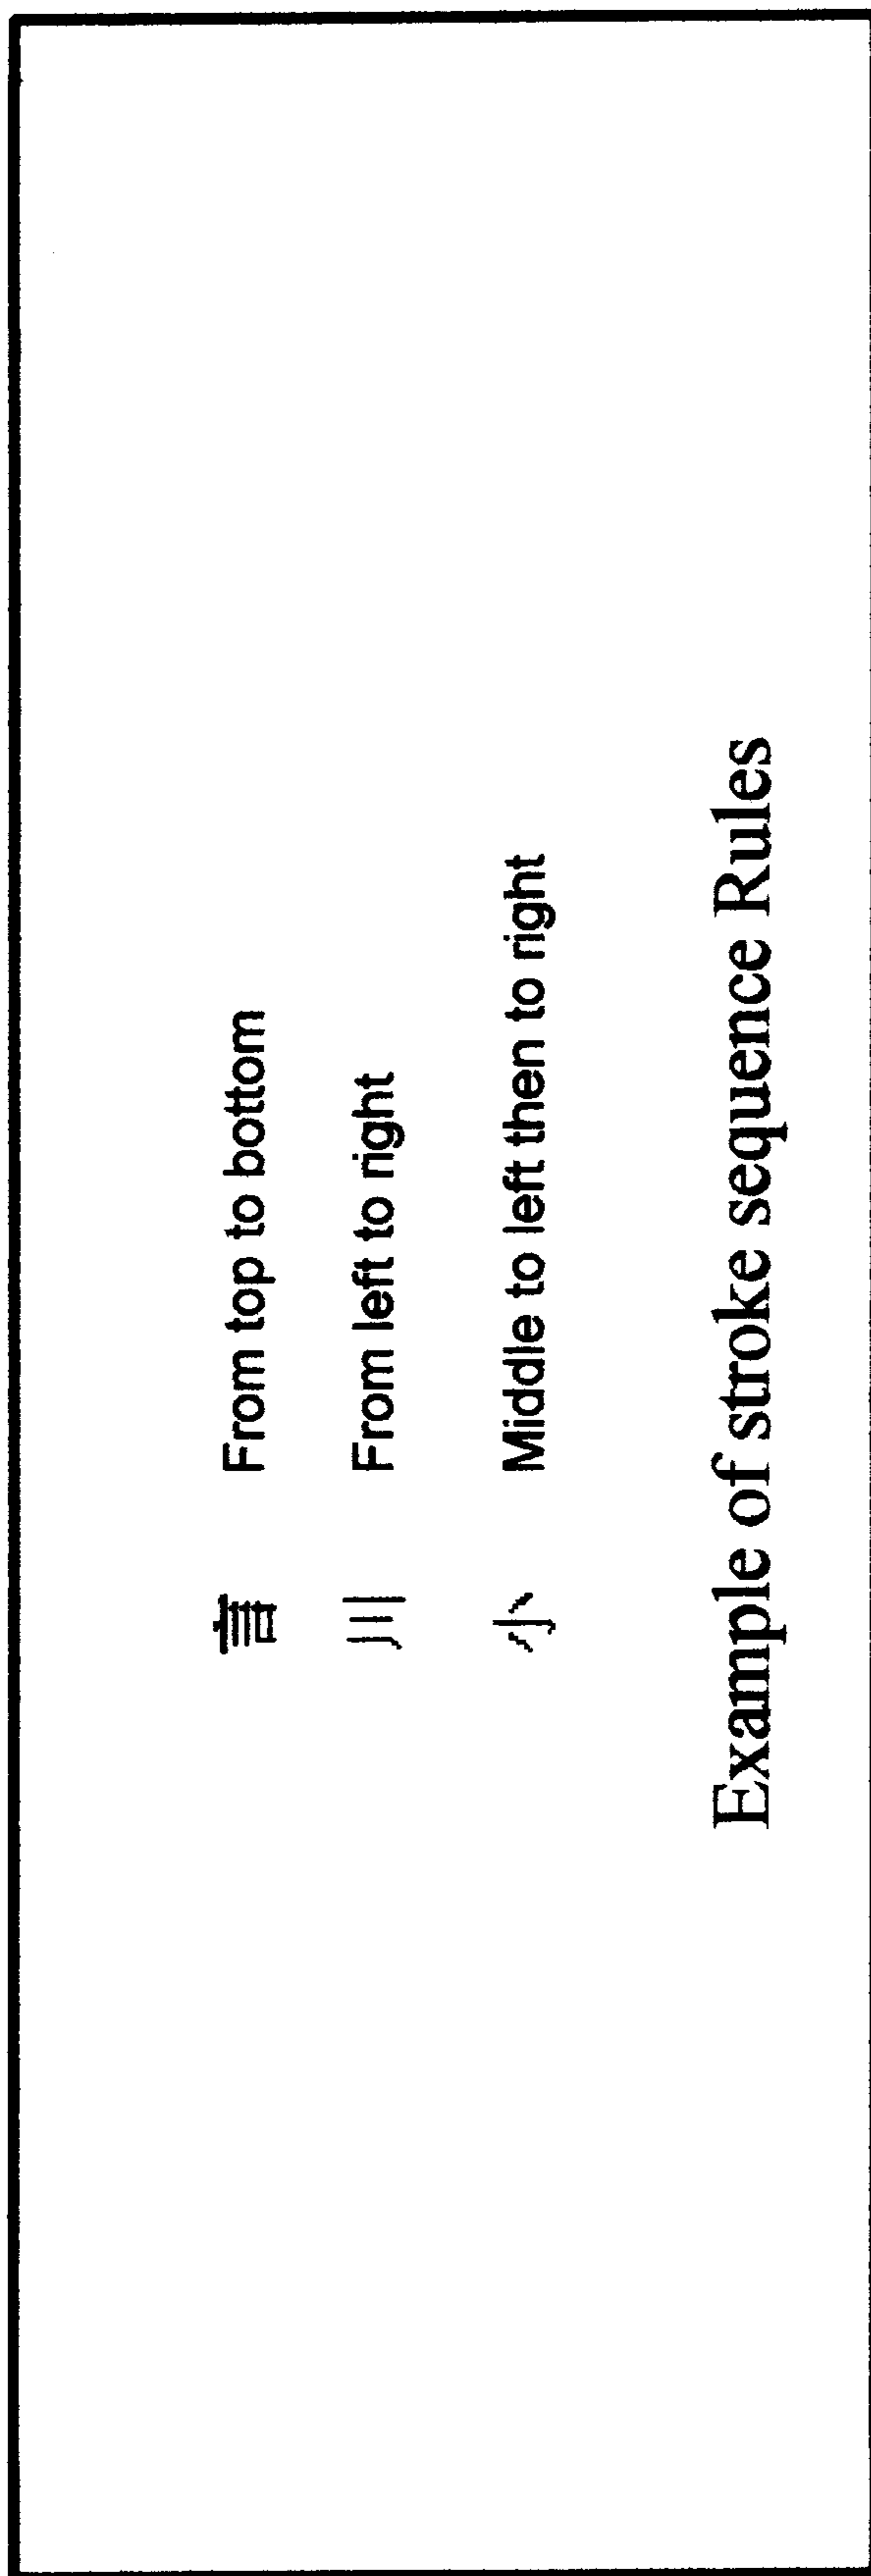 言 From top to bottom
川 From left to right
小 Middle to left then to right
Example of stroke sequence Rules